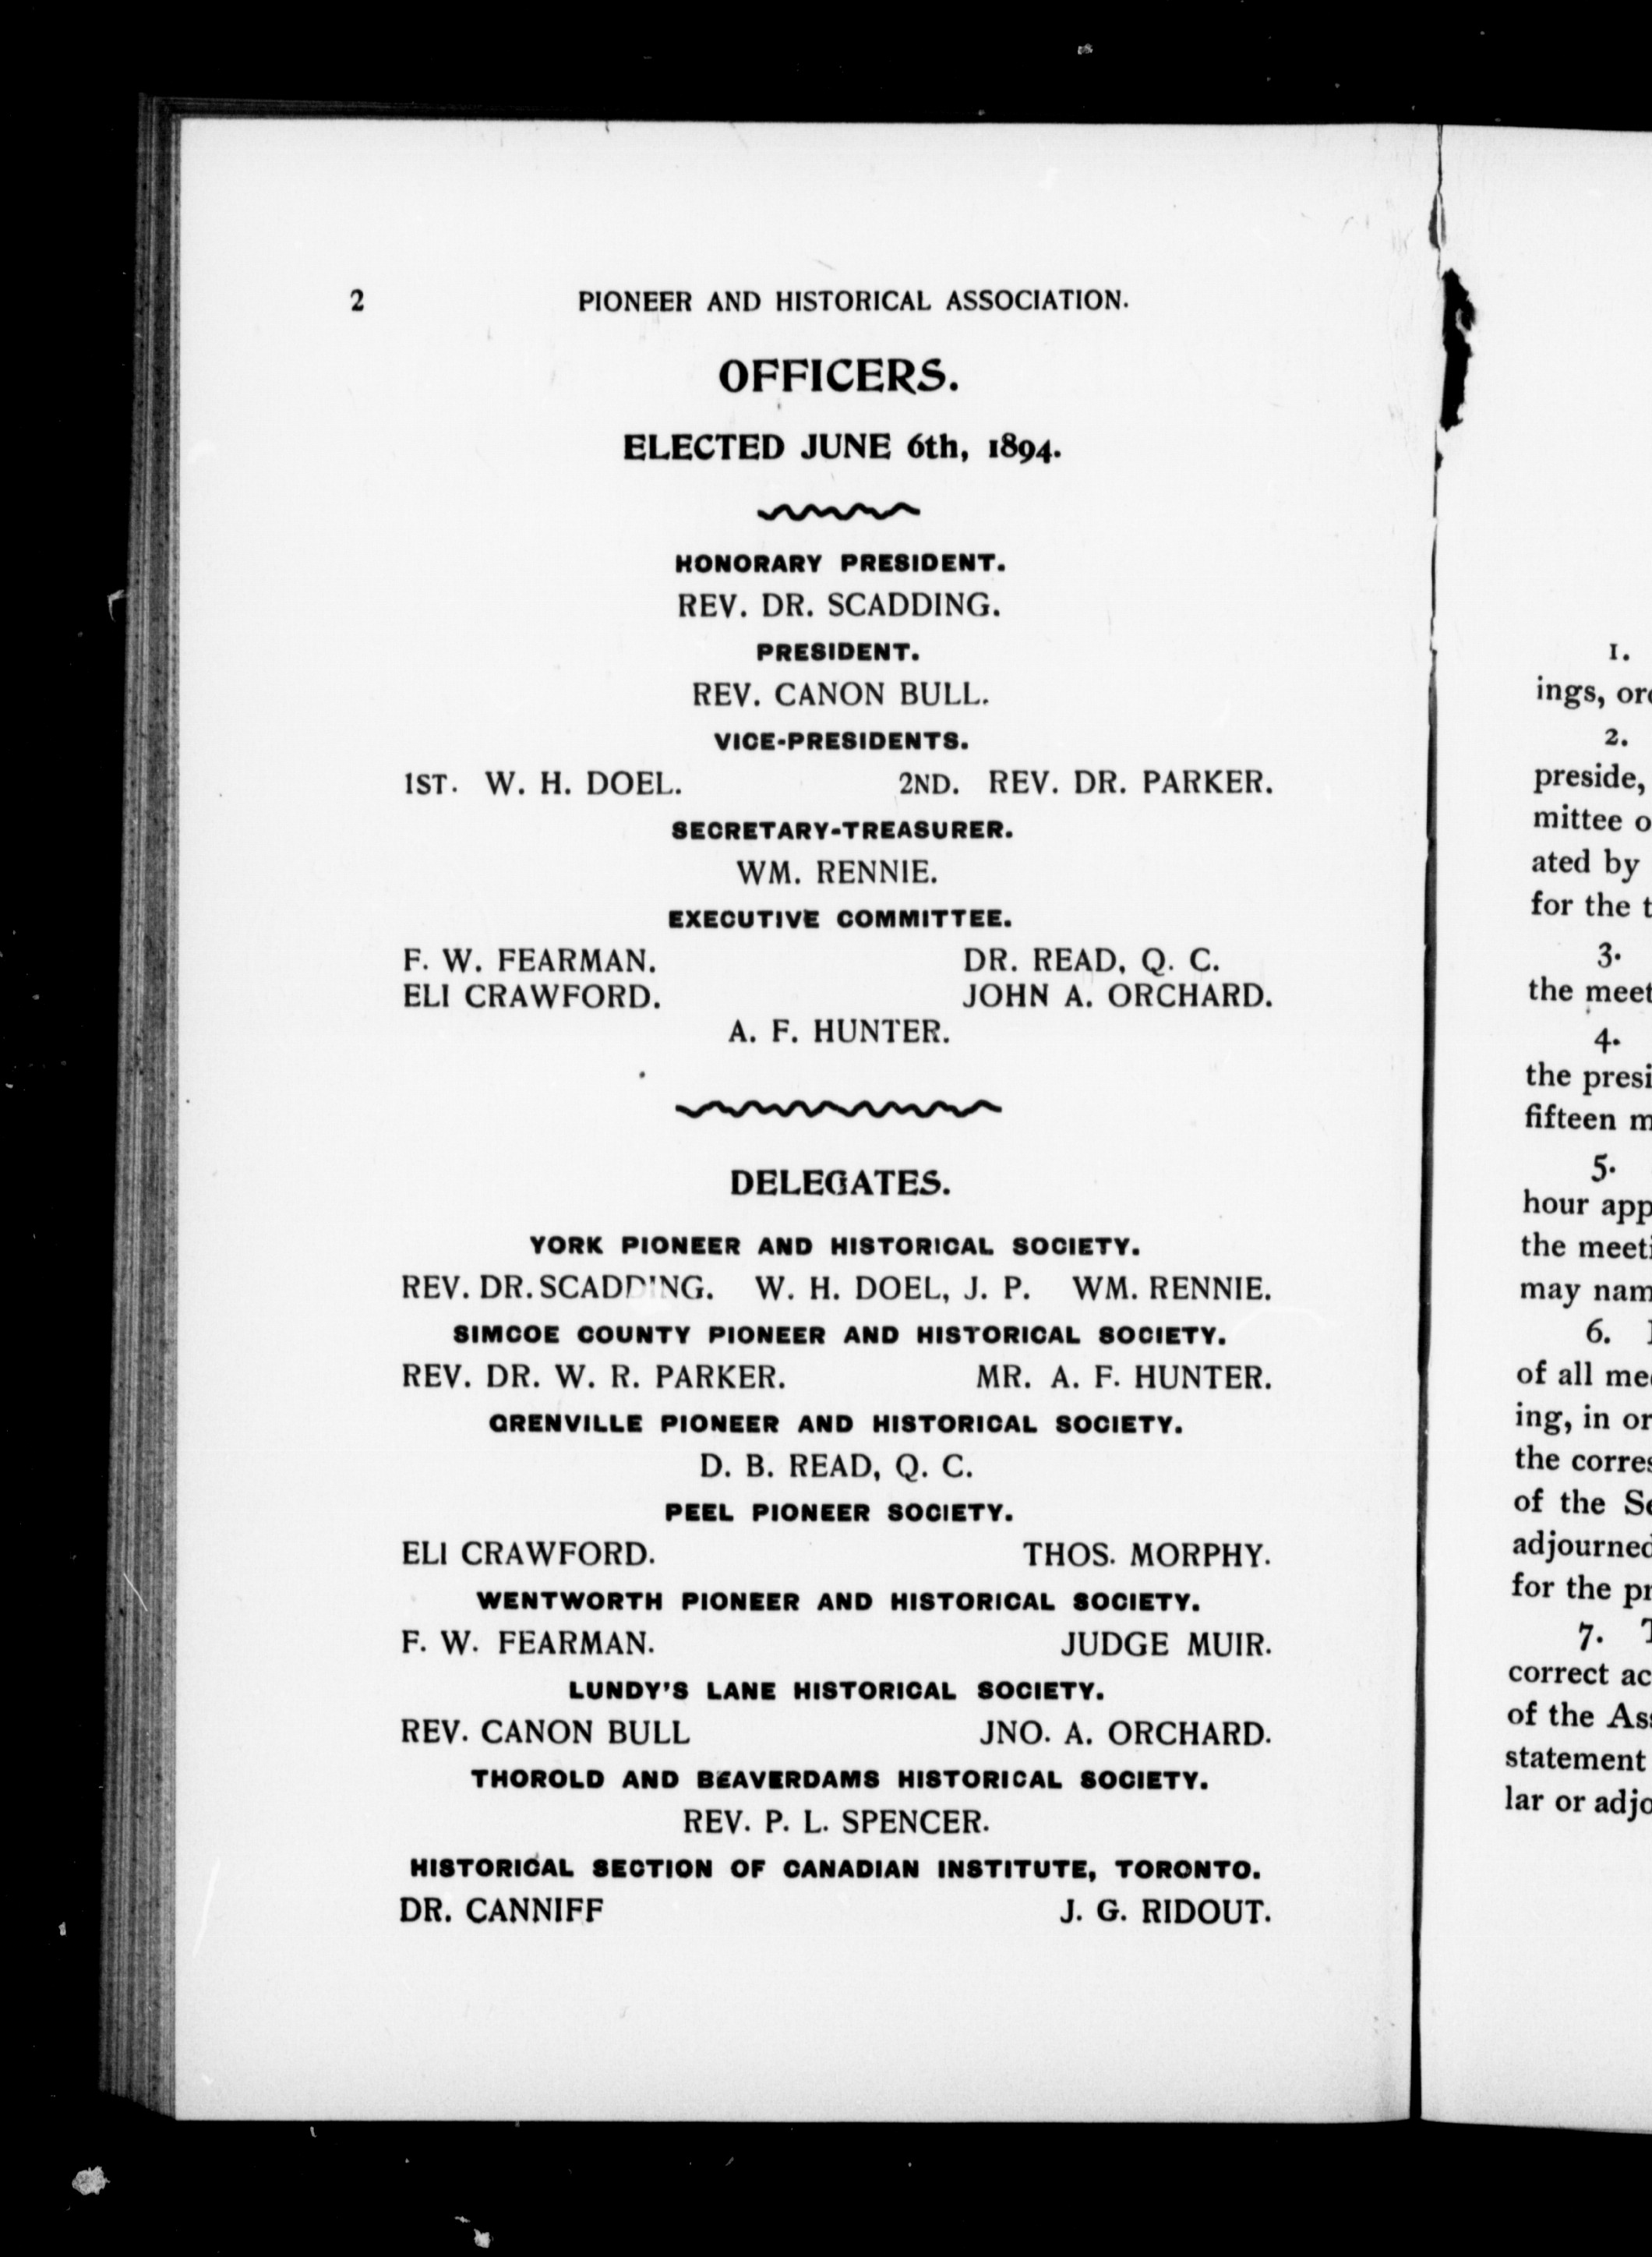 2 PIONEER AND HISTORICAL ASSOCIATION.
OFFICERS.
ELECTED JUNE 6th, 1894.
HONORARY PRESIDENT.
REV. DR. SCADDING.
PRESIDENT.
REV. CANON BULL.
VICE-PRESIDENTS.
1ST. W. H. DOEL. 2ND. REV. DR. PARKER.
SECRETARY-TREASURER.
WM. RENNIE.
EXECUTIVE COMMITTEE.
F. W. FEARMAN. DR. READ, Q. C.
ELI CRAWFORD. JOHN A. ORCHARD.
A. F. HUNTER.
DELEGATES.
YORK PIONEER AND HISTORICAL SOCIETY.
REV. DR. SCADDING. W. H. DOEL, J. P. WM. RENNIE.
SIMCOE COUNTY PIONEER AND HISTORICAL SOCIETY.
REV. DR. W. R. PARKER. MR. A. F. HUNTER.
GRENVILLE PIONEER AND HISTORICAL SOCIETY.
D. B. READ, Q. C.
PEEL PIONEER SOCIETY.
ELI CRAWFORD. THOS. MORPHY.
WENTWORTH PIONEER AND HISTORICAL SOCIETY.
F. W. FEARMAN. JUDGE MUIR.
LUNDY'S LANE HISTORICAL SOCIETY.
REV. CANON BULL JNO. A. ORCHARD.
THOROLD AND BEAVERDAMS HISTORICAL SOCIETY.
REV. P. L. SPENCER.
HISTORICAL SECTION OF CANADIAN INSTITUTE, TORONTO.
DR. CANNIFF J. G. RIDOUT.
1.
ings,
2.
preside,
mittee
ated by
for the
3.
the
4.
the
fifteen
5.
hour
the
may
6.
of all
ing, in
the
of the
adjourned
for the
7.
correct
of the
statement
lar or